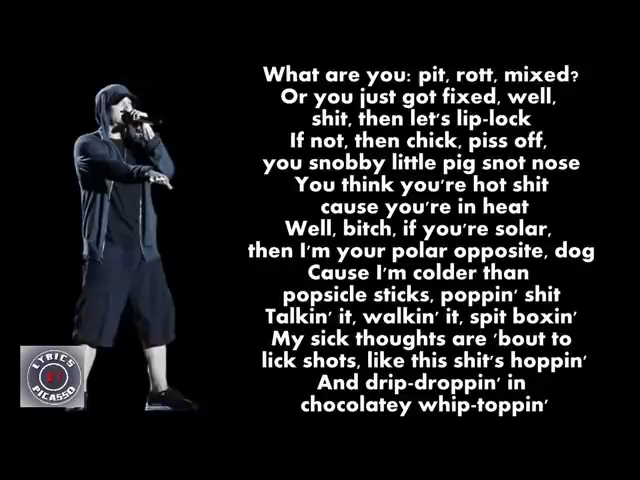 What are you: pit, rott, mixed?
Or you just got fixed, well,
shit, then let's lip-lock
If not, then chick, piss off,
you snobby little pig snot nose
You think you're hot shit
cause you're in heat
Well, bitch, if you're solar,
then I'm your polar opposite, dog
Cause I'm colder than
popsicle sticks, poppin' shit
Talkin' it, walkin' it, spit boxin'
My sick thoughts are 'bout to
lick shots, like this shit's hoppin'
And drip-droppin' in
chocolatey whip-toppin'
LYRICS
PICASSO